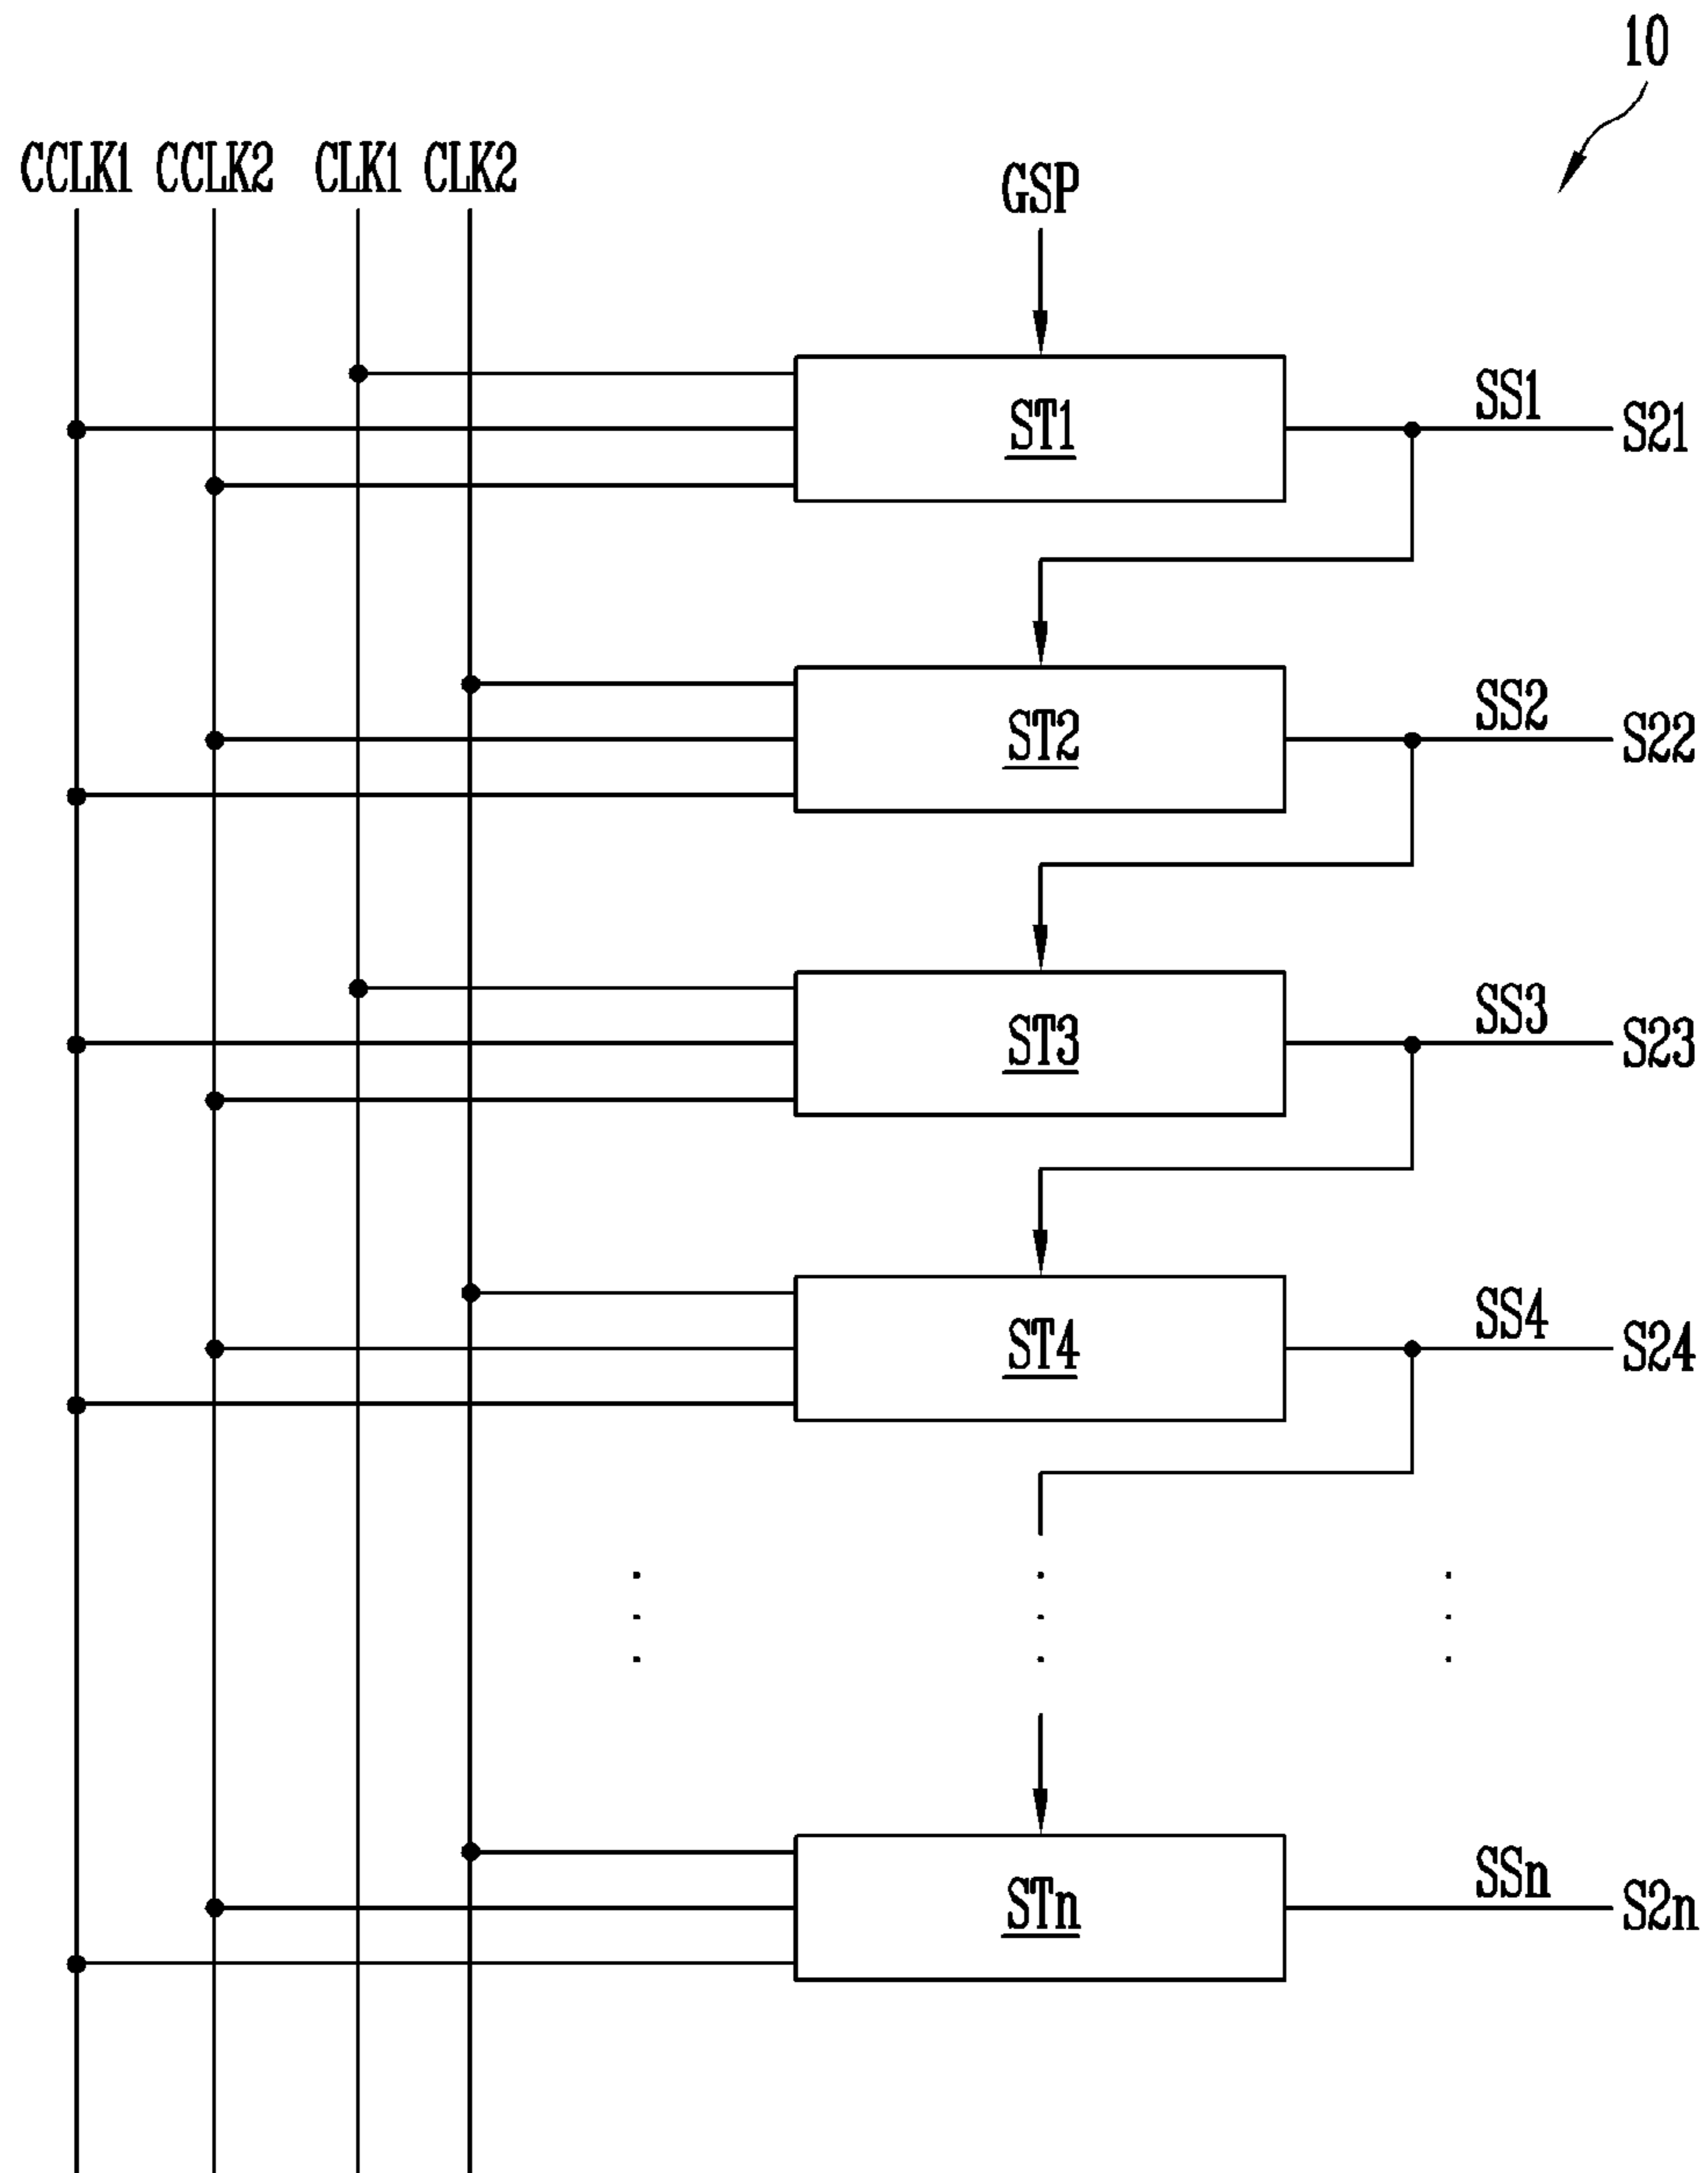 10
CCLK1 CCLK2 CLK1 CLK2
GSP
ST1 SS1 S21
ST2 SS2 S22
ST3 SS3 S23
ST4 SS4 S24
STn SSn S2n